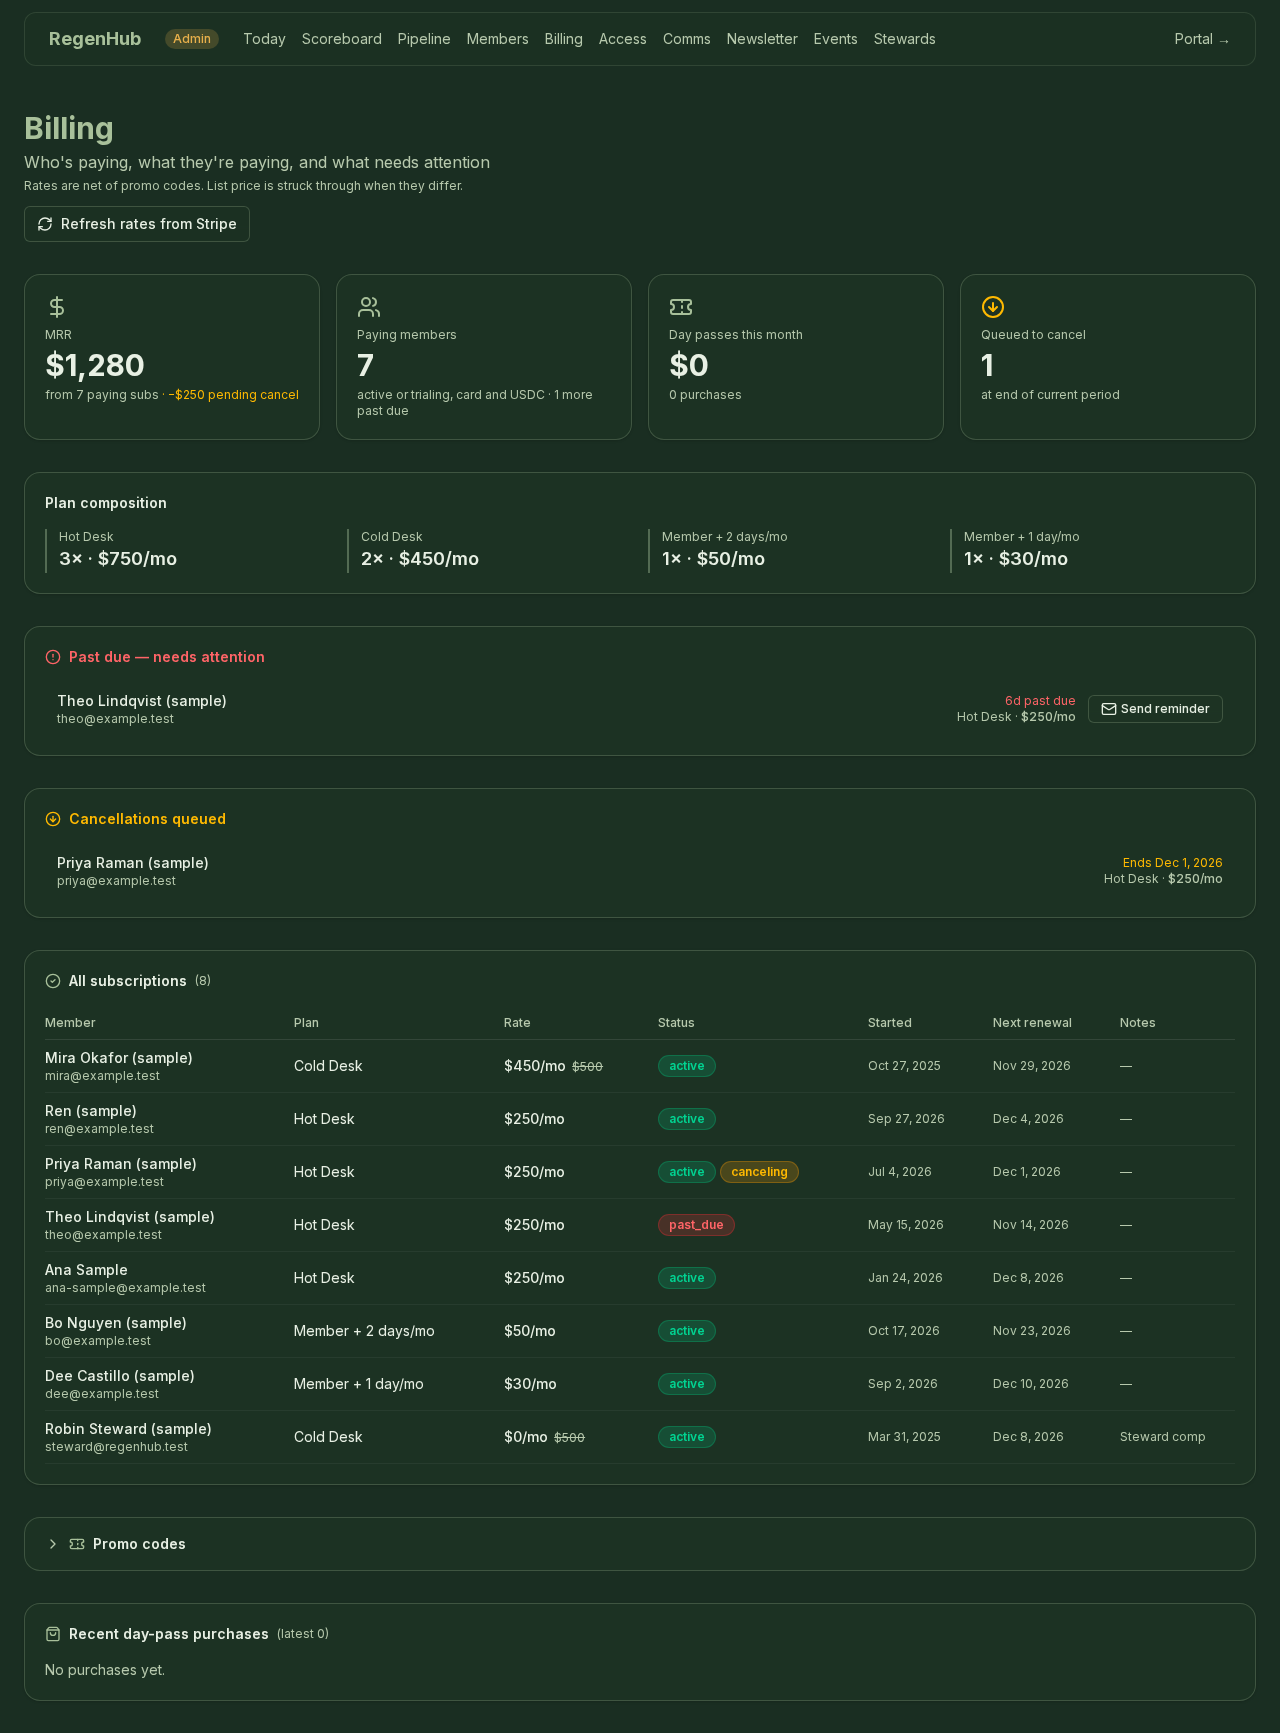 RegenHub Admin Today Scoreboard Pipeline Members Billing Access Comms Newsletter Events Stewards Portal →
Billing
Who's paying, what they're paying, and what needs attention
Rates are net of promo codes. List price is struck through when they differ.
Refresh rates from Stripe
MRR
$1,280
from 7 paying subs · −$250 pending cancel
Paying members
7
active or trialing, card and USDC · 1 more
past due
Day passes this month
$0
0 purchases
Queued to cancel
1
at end of current period
Plan composition
Hot Desk
3× · $750/mo
Cold Desk
2× · $450/mo
Member + 2 days/mo
1× · $50/mo
Member + 1 day/mo
1× · $30/mo
Past due — needs attention
Theo Lindqvist (sample)
theo@example.test
6d past due
Hot Desk · $250/mo
Send reminder
Cancellations queued
Priya Raman (sample)
priya@example.test
Ends Dec 1, 2026
Hot Desk · $250/mo
All subscriptions (8)
Member Plan Rate Status Started Next renewal Notes
Mira Okafor (sample)
mira@example.test
Cold Desk $450/mo $500 active Oct 27, 2025 Nov 29, 2026 —
Ren (sample)
ren@example.test
Hot Desk $250/mo active Sep 27, 2026 Dec 4, 2026 —
Priya Raman (sample)
priya@example.test
Hot Desk $250/mo active canceling Jul 4, 2026 Dec 1, 2026 —
Theo Lindqvist (sample)
theo@example.test
Hot Desk $250/mo past_due May 15, 2026 Nov 14, 2026 —
Ana Sample
ana-sample@example.test
Hot Desk $250/mo active Jan 24, 2026 Dec 8, 2026 —
Bo Nguyen (sample)
bo@example.test
Member + 2 days/mo $50/mo active Oct 17, 2026 Nov 23, 2026 —
Dee Castillo (sample)
dee@example.test
Member + 1 day/mo $30/mo active Sep 2, 2026 Dec 10, 2026 —
Robin Steward (sample)
steward@regenhub.test
Cold Desk $0/mo $500 active Mar 31, 2025 Dec 8, 2026 Steward comp
Promo codes
Recent day-pass purchases (latest 0)
No purchases yet.